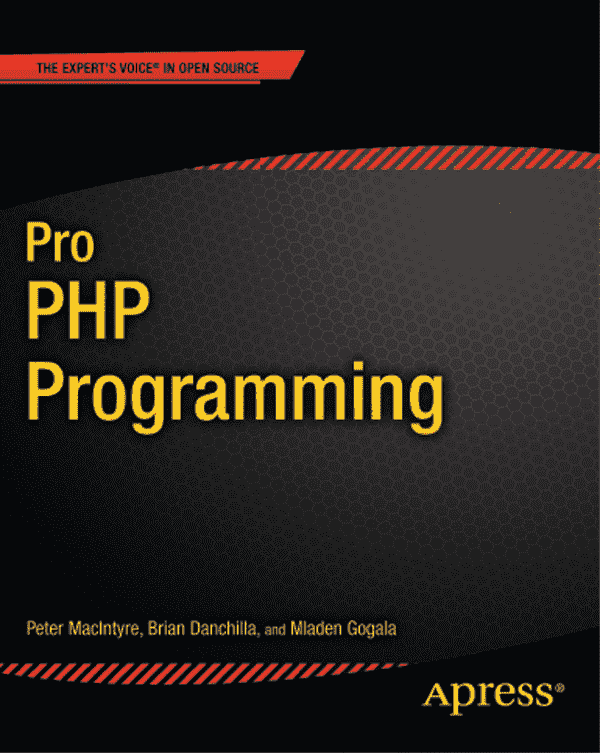 THE EXPERT'S VOICE® IN OPEN SOURCE
Pro
PHP
Programming
Peter MacIntyre, Brian Danchilla, and Mladen Gogala
Apress®